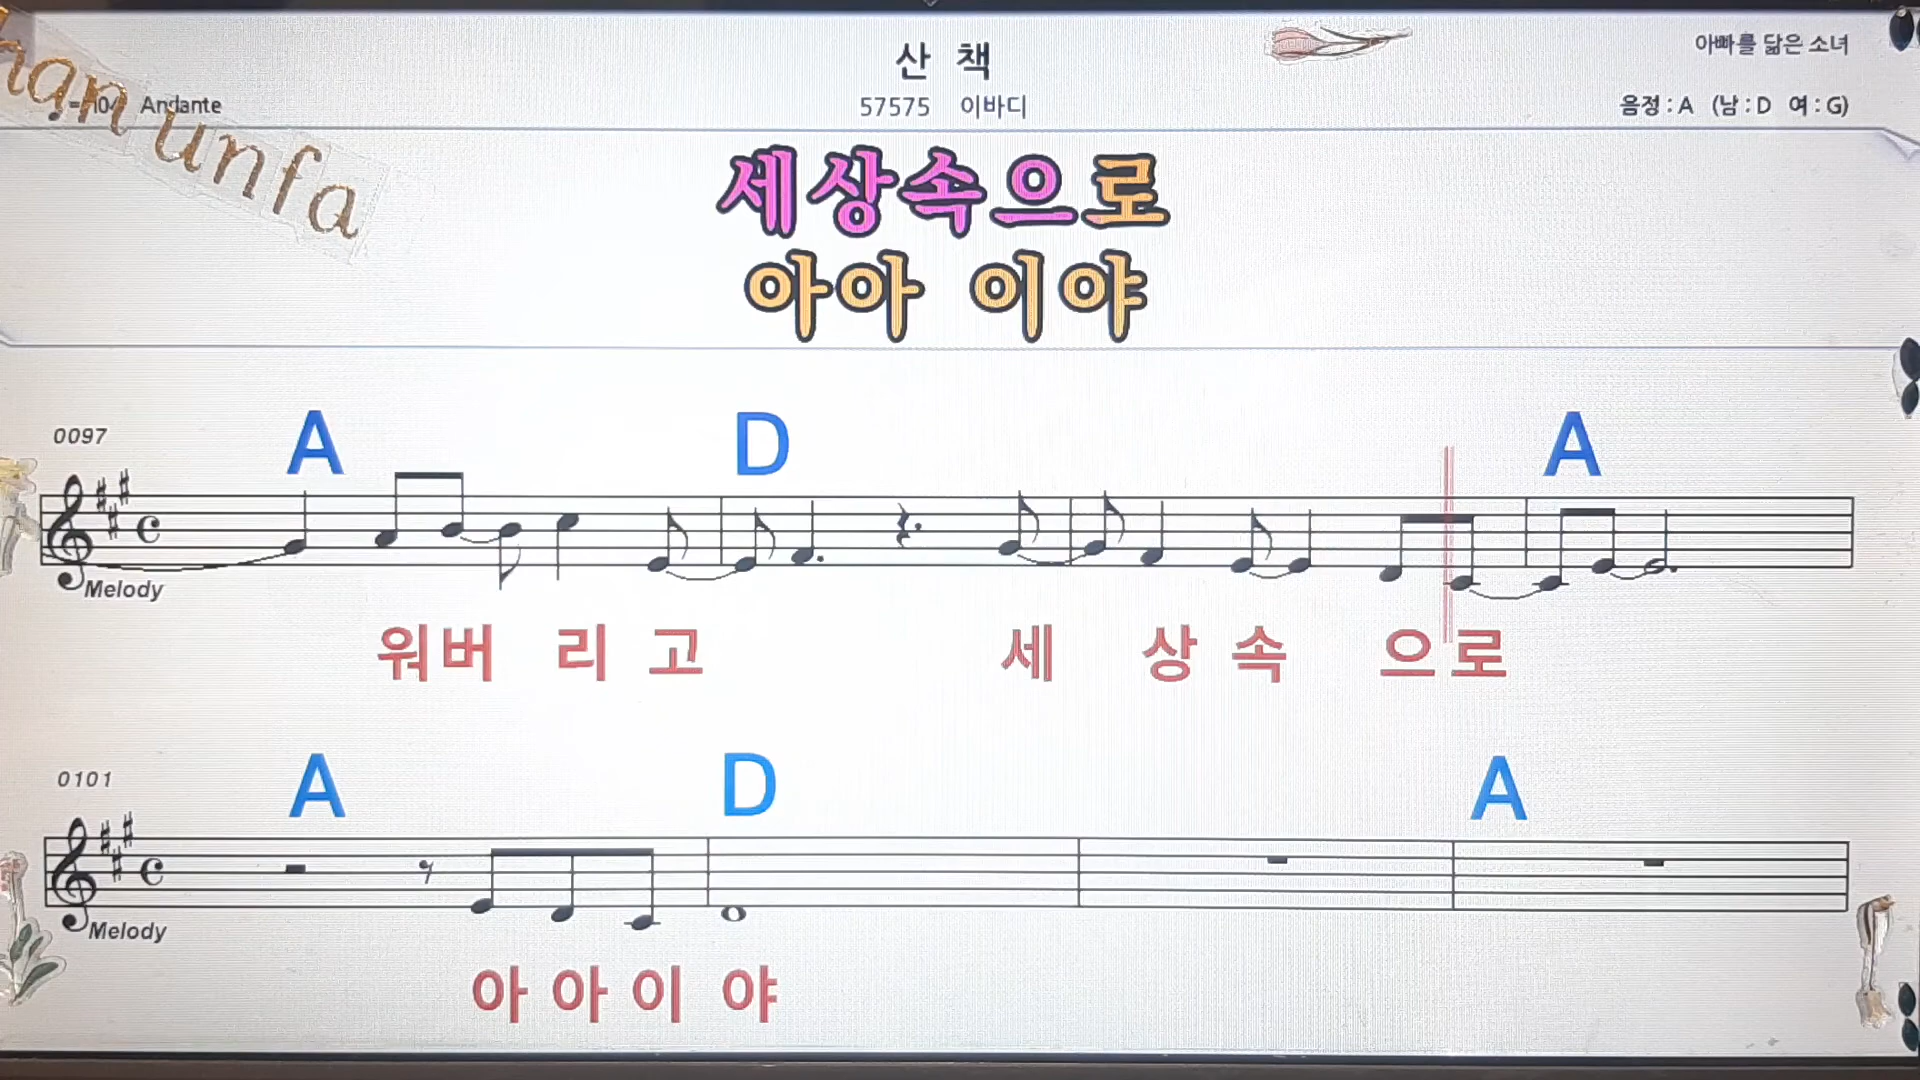 산 책
아빠를 닮은 소녀
Andante
57575 이바디
음정 : A (남 : D 여 : G)
han unfa
세상속으로
아아 이야
0097
A D A
Melody
워버 리 고 세 상 속 으로
0101
A D A
Melody
아 아 이 야